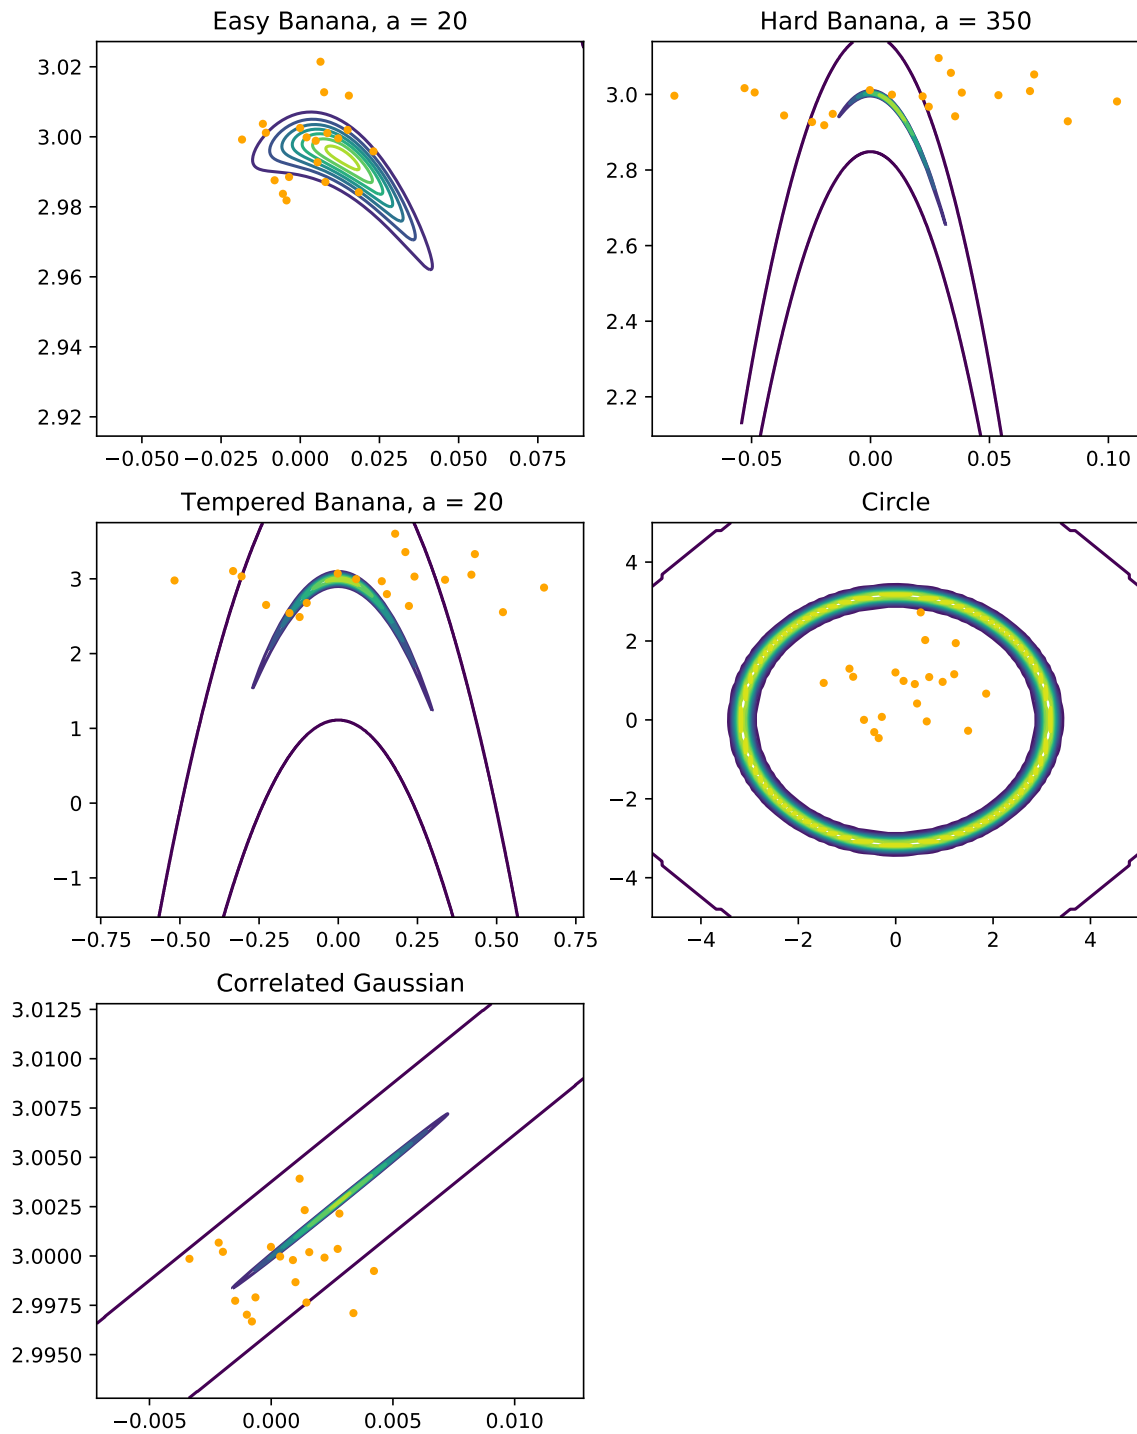 Easy Banana, a = 20
3.02
3.00
2.98
2.96
2.94
2.92
−0.050 −0.025 0.000 0.025 0.050 0.075
Hard Banana, a = 350
3.0
2.8
2.6
2.4
2.2
−0.05 0.00 0.05 0.10
Tempered Banana, a = 20
3
2
1
0
−1
−0.75 −0.50 −0.25 0.00 0.25 0.50 0.75
Circle
4
2
0
−2
−4
−4 −2 0 2 4
Correlated Gaussian
3.0125
3.0100
3.0075
3.0050
3.0025
3.0000
2.9975
2.9950
−0.005 0.000 0.005 0.010